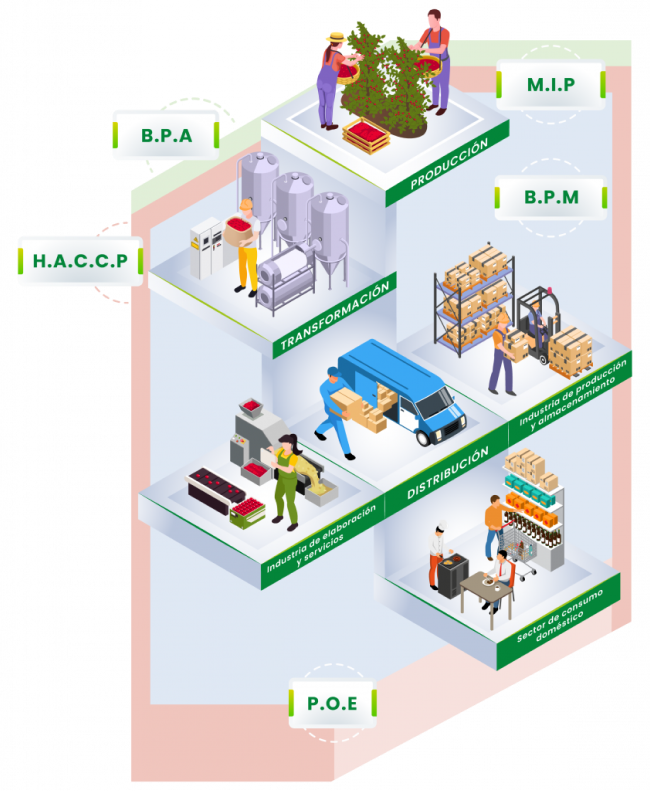 M.I.P
B.P.A
PRODUCCIÓN
B.P.M
H.A.C.C.P
TRANSFORMACIÓN
Industria de producción
y almacenamiento
DISTRIBUCIÓN
Industria de elaboración
y servicios
Sector de consumo
doméstico
P.O.E